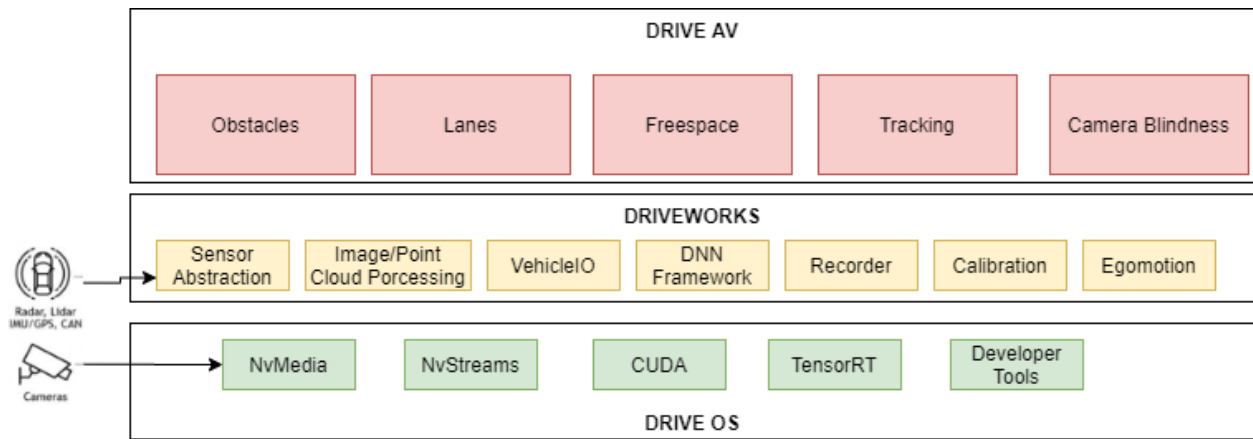 DRIVE AV
Obstacles
Lanes
Freespace
Tracking
Camera Blindness
DRIVEWORKS
Sensor
Abstraction
Image/Point
Cloud Porcessing
VehicleIO
DNN
Framework
Recorder
Calibration
Egomotion
Radar, Lidar
IMU/GPS, CAN
NvMedia
NvStreams
CUDA
TensorRT
Developer
Tools
Cameras
DRIVE OS